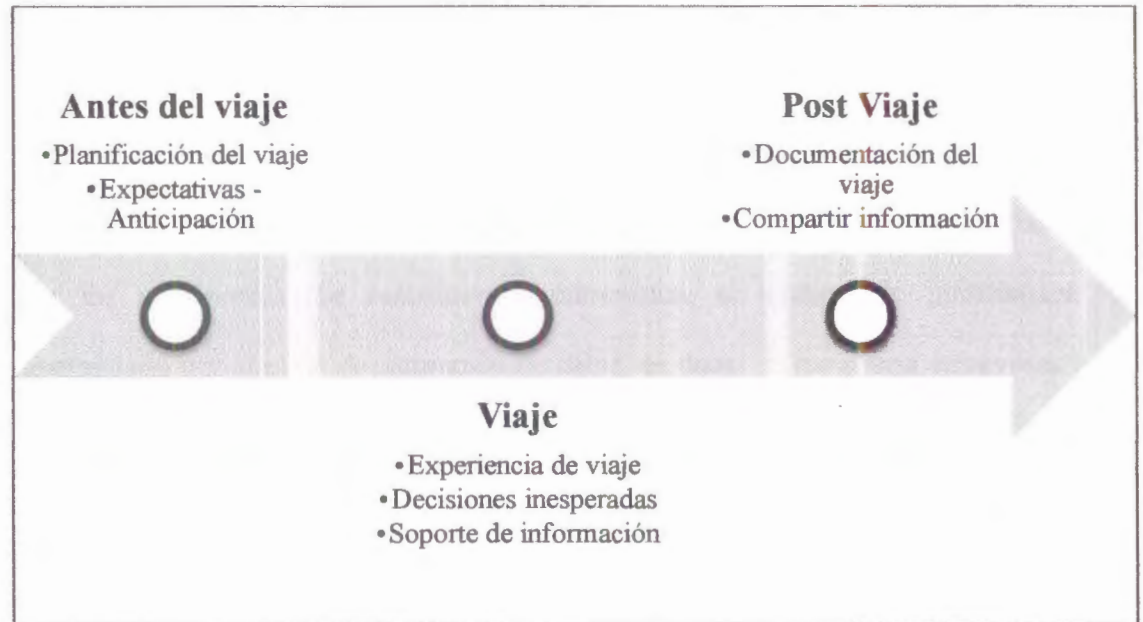 Antes del viaje
•Planificación del viaje
•Expectativas -
Anticipación
Post Viaje
•Documentación del
viaje
•Compartir información
Viaje
•Experiencia de viaje
•Decisiones inesperadas
•Soporte de información